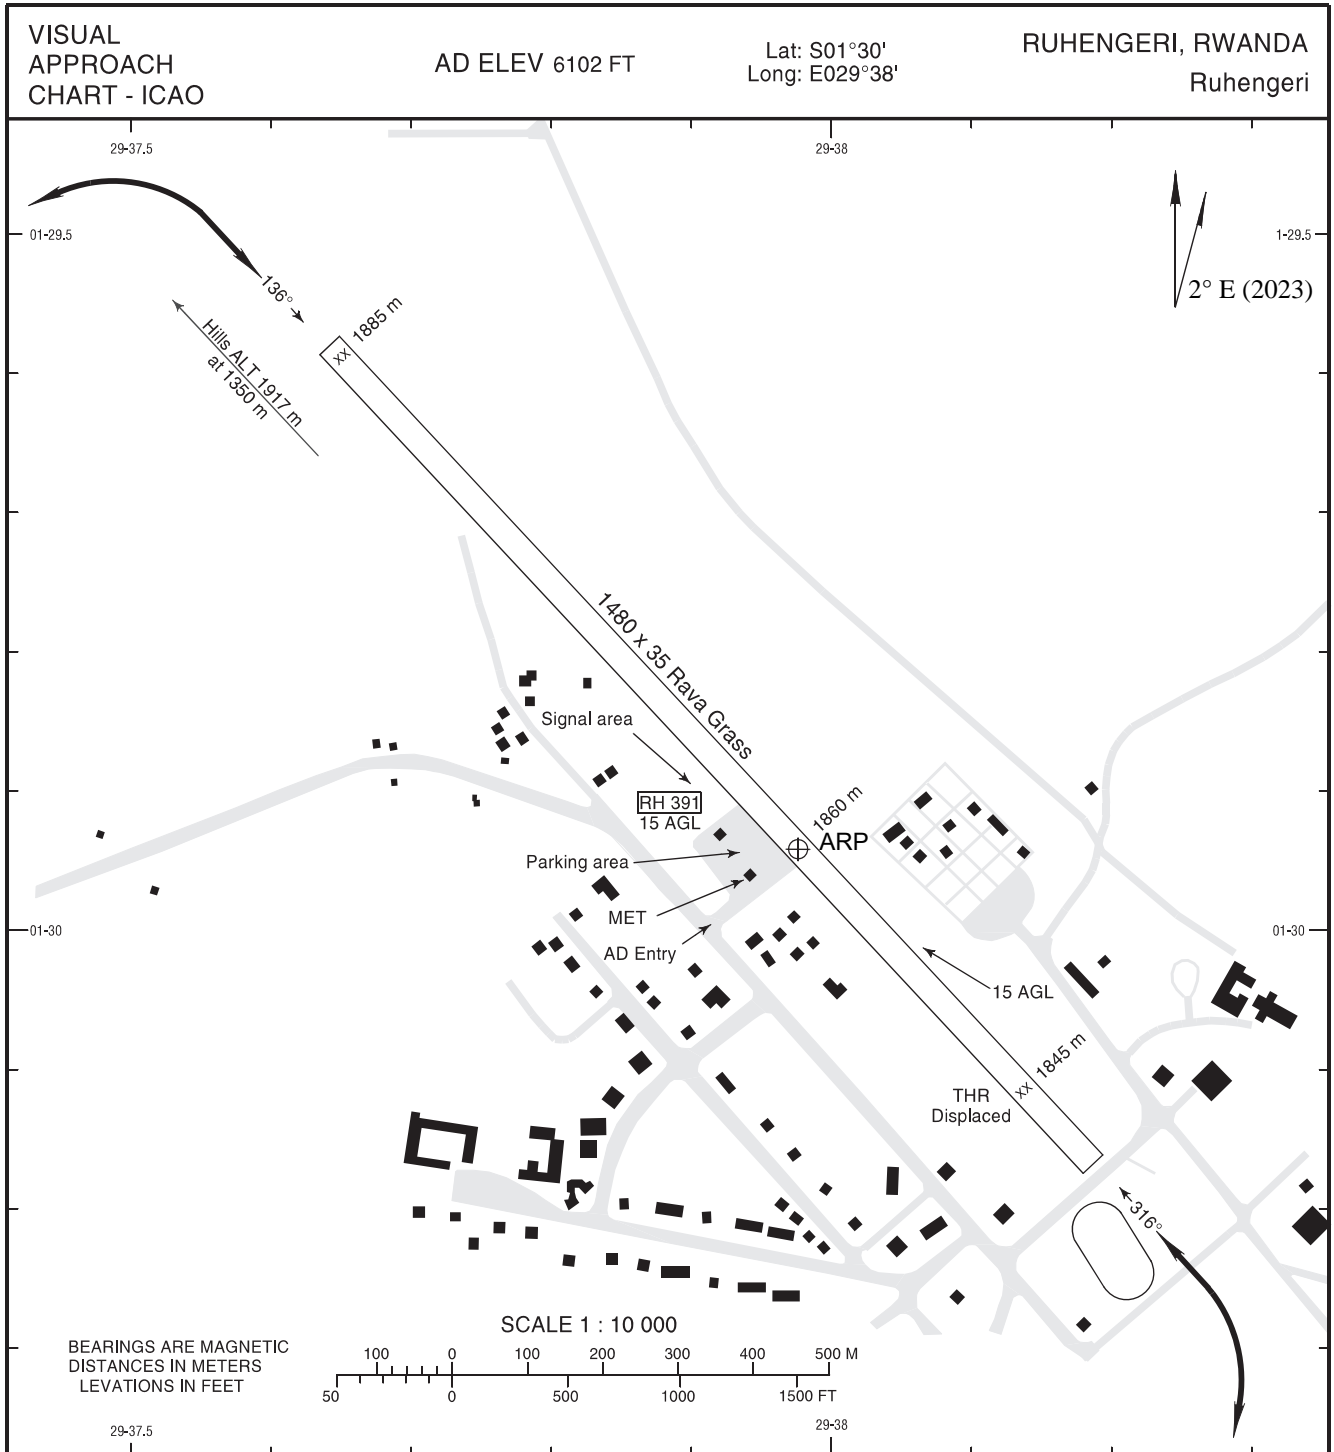 VISUAL
APPROACH
CHART - ICAO
AD ELEV 6102 FT
Lat: S01°30'
Long: E029°38'
RUHENGERI, RWANDA
Ruhengeri
29-37.5
29-38
01-29.5
1-29.5
2° E (2023)
136°
1885 m
XX
Hills ALT 1917 m
at 1350 m
1480 x 35 Rava Grass
Signal area
RH 391
15 AGL
1860 m
ARP
Parking area
MET
AD Entry
01-30
01-30
15 AGL
1845 m
XX
THR
Displaced
316°
SCALE 1 : 10 000
BEARINGS ARE MAGNETIC
DISTANCES IN METERS
LEVATIONS IN FEET
100 0 100 200 300 400 500 M
50 0 500 1000 1500 FT
29-37.5
29-38